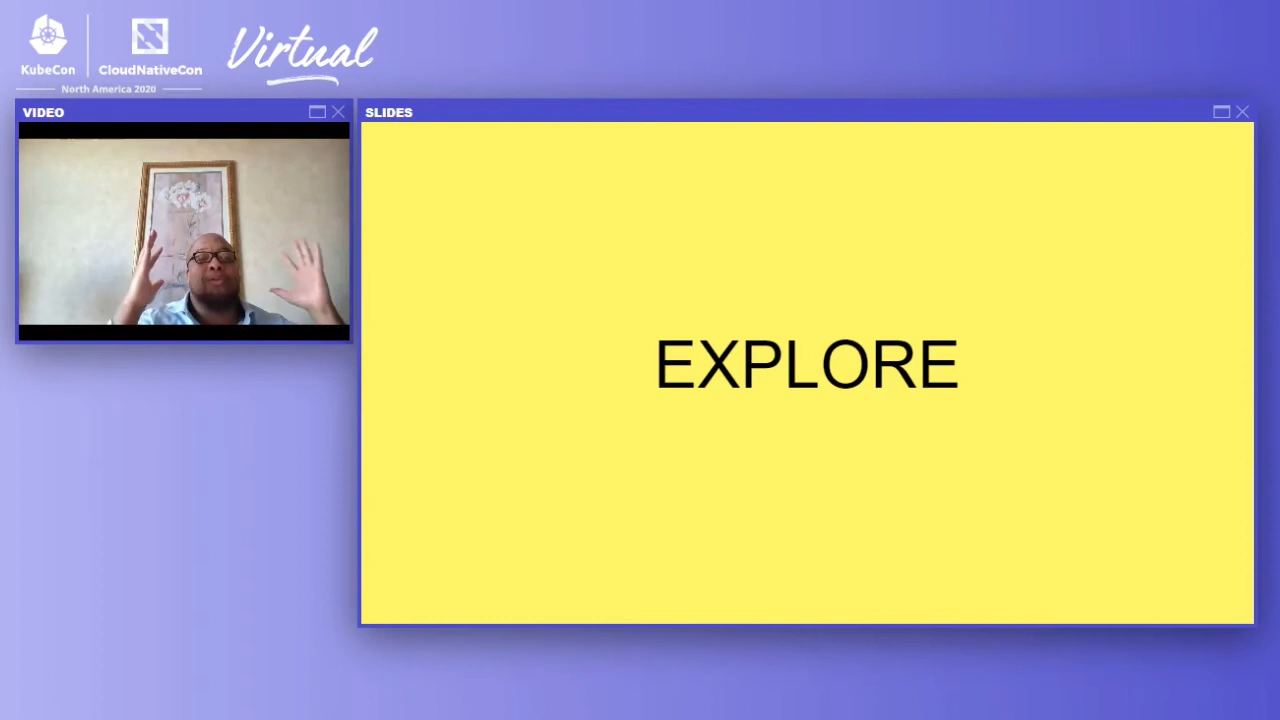 KubeCon
CloudNativeCon
North America 2020
Virtual
VIDEO
SLIDES
EXPLORE